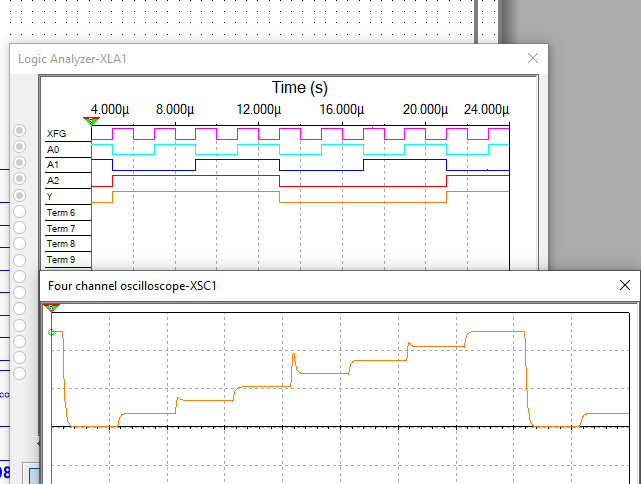 Logic Analyzer-XLA1
Time (s)
4.000µ 8.000µ 12.000µ 16.000µ 20.000µ 24.000µ
XFG
A0
A1
A2
Y
Term 6
Term 7
Term 8
Term 9
Four channel oscilloscope-XSC1